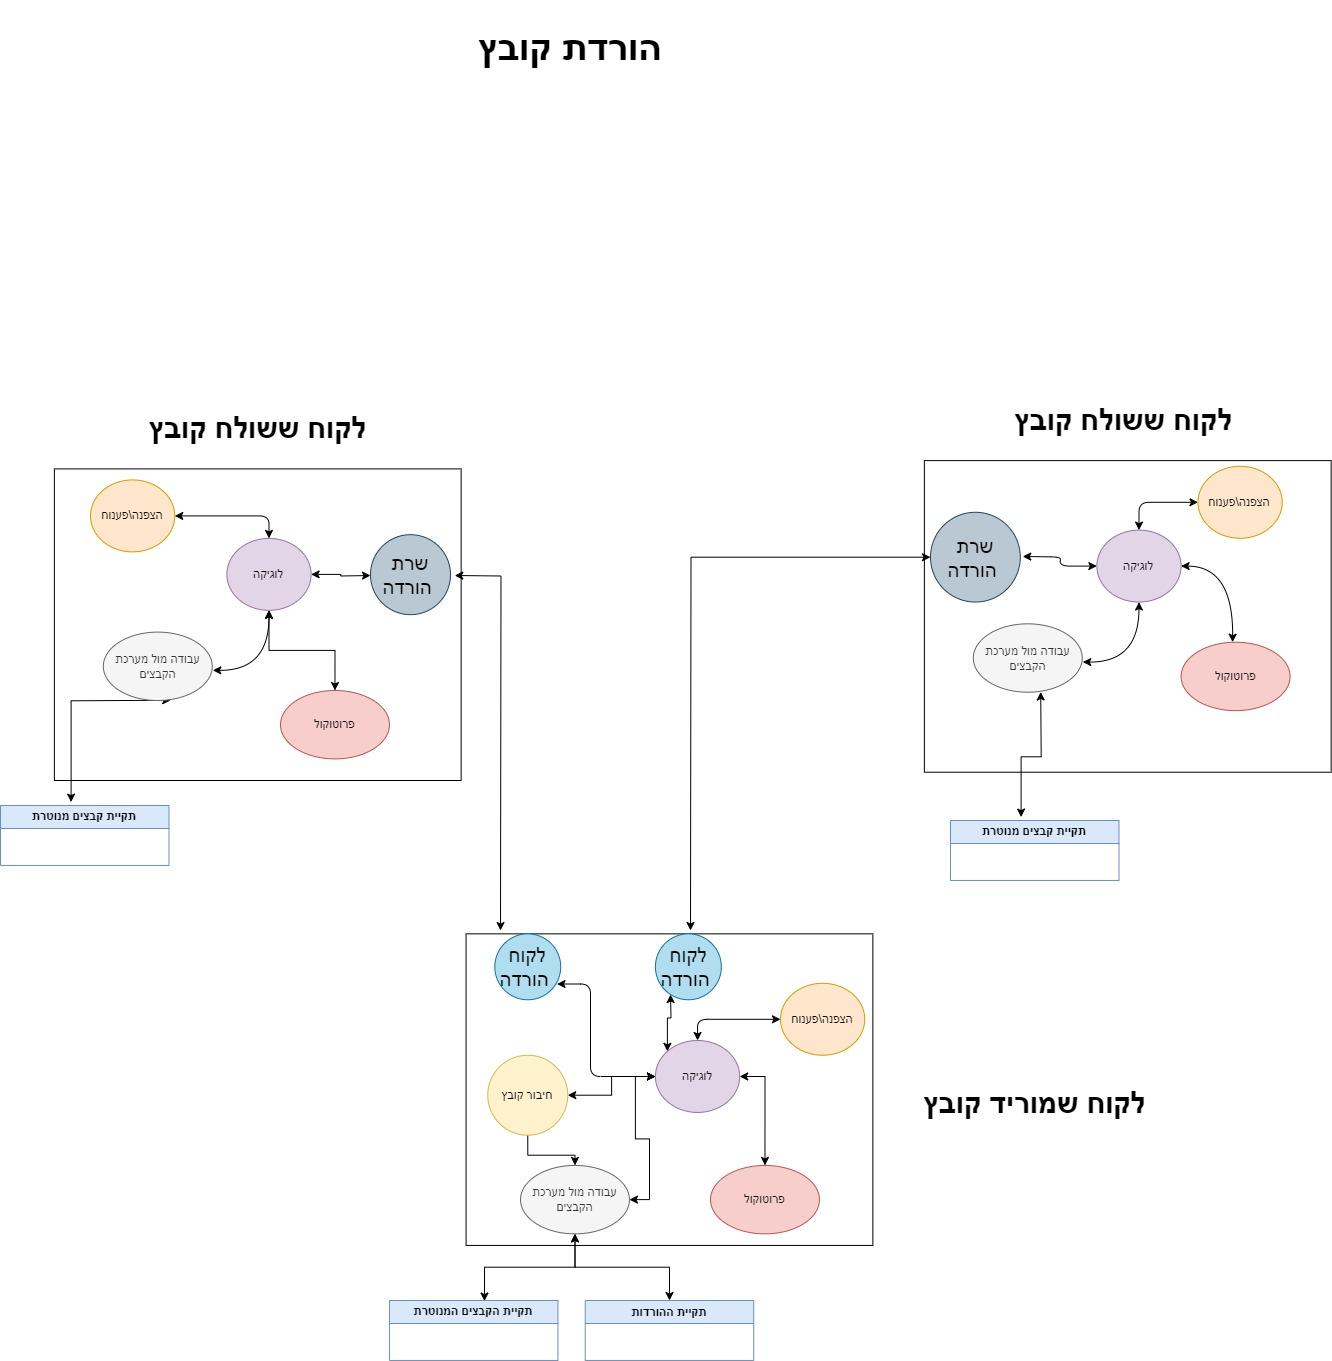 הורדת קובץ
לקוח ששולח קובץ
הצפנה\פענוח
לוגיקה
שרת
הורדה
עבודה מול מערכת
הקבצים
פרוטוקול
תקיית קבצים מנוטרת
לקוח ששולח קובץ
הצפנה\פענוח
שרת
הורדה
לוגיקה
עבודה מול מערכת
הקבצים
פרוטוקול
תקיית קבצים מנוטרת
לקוח
הורדה
לקוח
הורדה
הצפנה\פענוח
לוגיקה
חיבור קובץ
לקוח שמוריד קובץ
עבודה מול מערכת
הקבצים
פרוטוקול
תקיית הקבצים המנוטרת
תקיית ההורדות